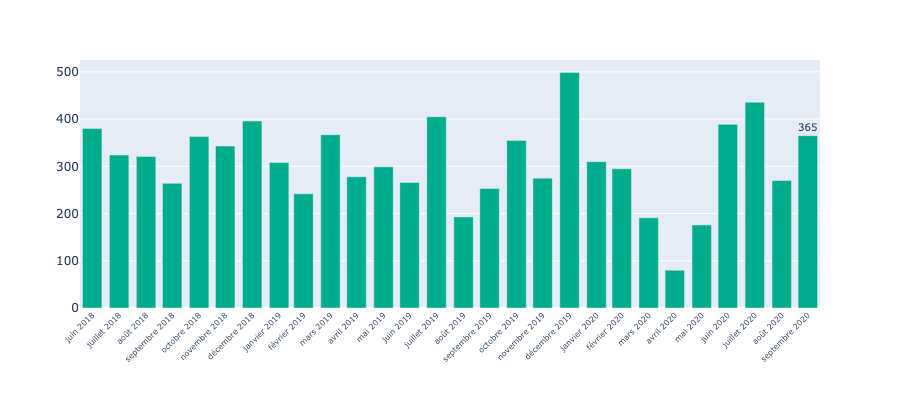 500
400
300
200
100
0
365
juin 2018
juillet 2018
août 2018
septembre 2018
octobre 2018
novembre 2018
décembre 2018
janvier 2019
février 2019
mars 2019
avril 2019
mai 2019
juin 2019
juillet 2019
août 2019
septembre 2019
octobre 2019
novembre 2019
décembre 2019
janvier 2020
février 2020
mars 2020
avril 2020
mai 2020
juin 2020
juillet 2020
août 2020
septembre 2020